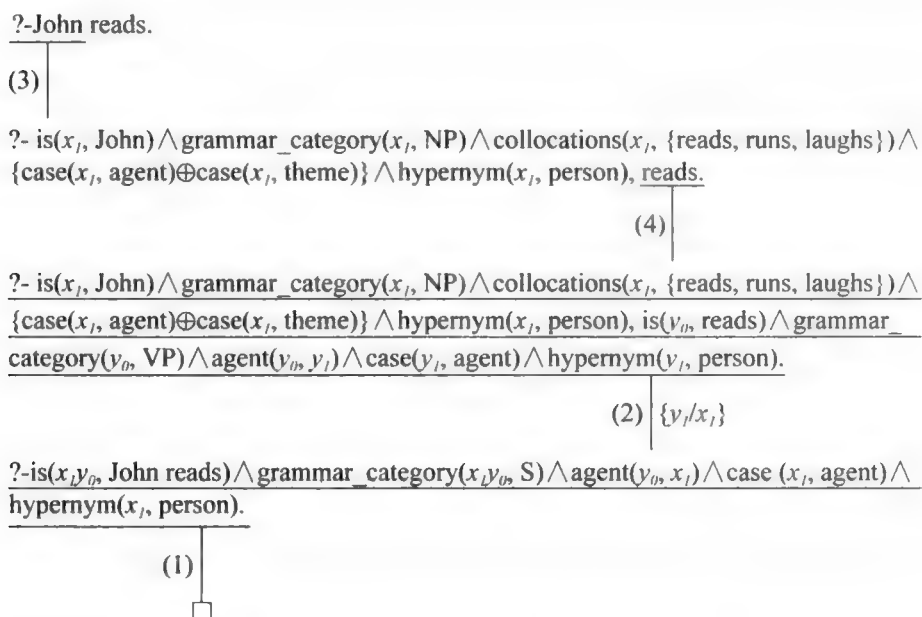 ?-John reads.
(3)
?- is(x₁, John)∧grammar_category(x₁, NP)∧collocations(x₁, {reads, runs, laughs})∧
{case(x₁, agent)⊕case(x₁, theme)}∧hypernym(x₁, person), reads.
(4)
?- is(x₁, John)∧grammar_category(x₁, NP)∧collocations(x₁, {reads, runs, laughs})∧
{case(x₁, agent)⊕case(x₁, theme)}∧hypernym(x₁, person), is(y₀, reads)∧grammar_
category(y₀, VP)∧agent(y₀, y₁)∧case(y₁, agent)∧hypernym(y₁, person).
(2) {y₁/x₁}
?-is(x₁y₀, John reads)∧grammar_category(x₁y₀, S)∧agent(y₀, x₁)∧case (x₁, agent)∧
hypernym(x₁, person).
(1)